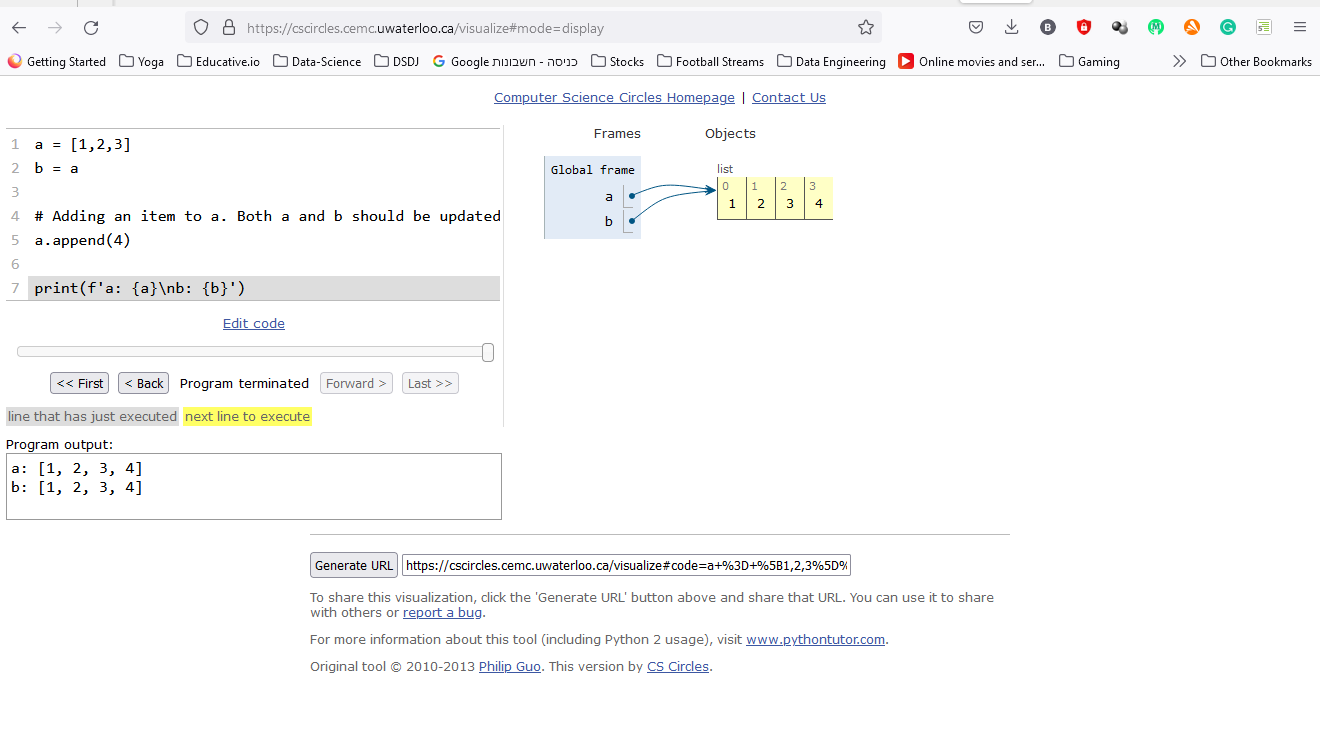 https://cscircles.cemc.uwaterloo.ca/visualize#mode=display
Getting Started Yoga Educative.io Data-Science DSDJ Google כניסה - חשבונות Stocks Football Streams Data Engineering Online movies and ser... Gaming Other Bookmarks
Computer Science Circles Homepage | Contact Us
1 a = [1,2,3]
2 b = a
3
4 # Adding an item to a. Both a and b should be updated
5 a.append(4)
6
7 print(f'a: {a}\nb: {b}')
Edit code
<< First < Back Program terminated Forward > Last >>
line that has just executed next line to execute
Frames Objects
Global frame
a
b
list
0 1 2 3
1 2 3 4
Program output:
a: [1, 2, 3, 4]
b: [1, 2, 3, 4]
Generate URL https://cscircles.cemc.uwaterloo.ca/visualize#code=a+%3D+%5B1,2,3%5D%
To share this visualization, click the 'Generate URL' button above and share that URL. You can use it to share
with others or report a bug.
For more information about this tool (including Python 2 usage), visit www.pythontutor.com.
Original tool © 2010-2013 Philip Guo. This version by CS Circles.